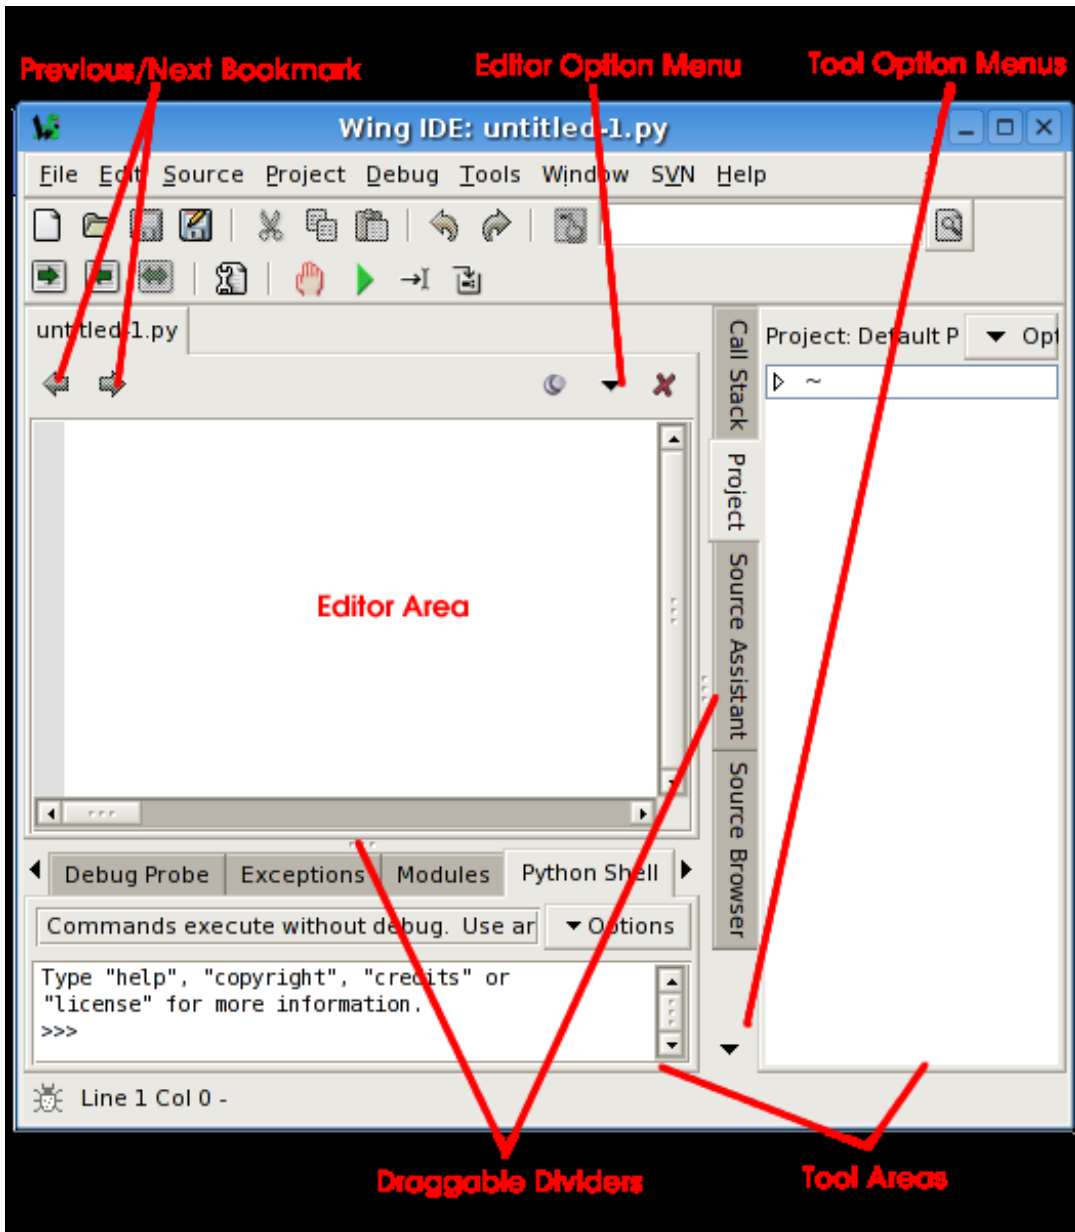 Previous/Next Bookmark Editor Option Menu Tool Option Menus
Wing IDE: untitled-1.py
File Edit Source Project Debug Tools Window SVN Help
untitled-1.py
Call Stack
Project
Source Assistant
Source Browser
Project: Default P Opt
~
Editor Area
Debug Probe Exceptions Modules Python Shell
Commands execute without debug. Use ar Options
Type "help", "copyright", "credits" or
"license" for more information.
>>>
Line 1 Col 0 -
Draggable Dividers Tool Areas